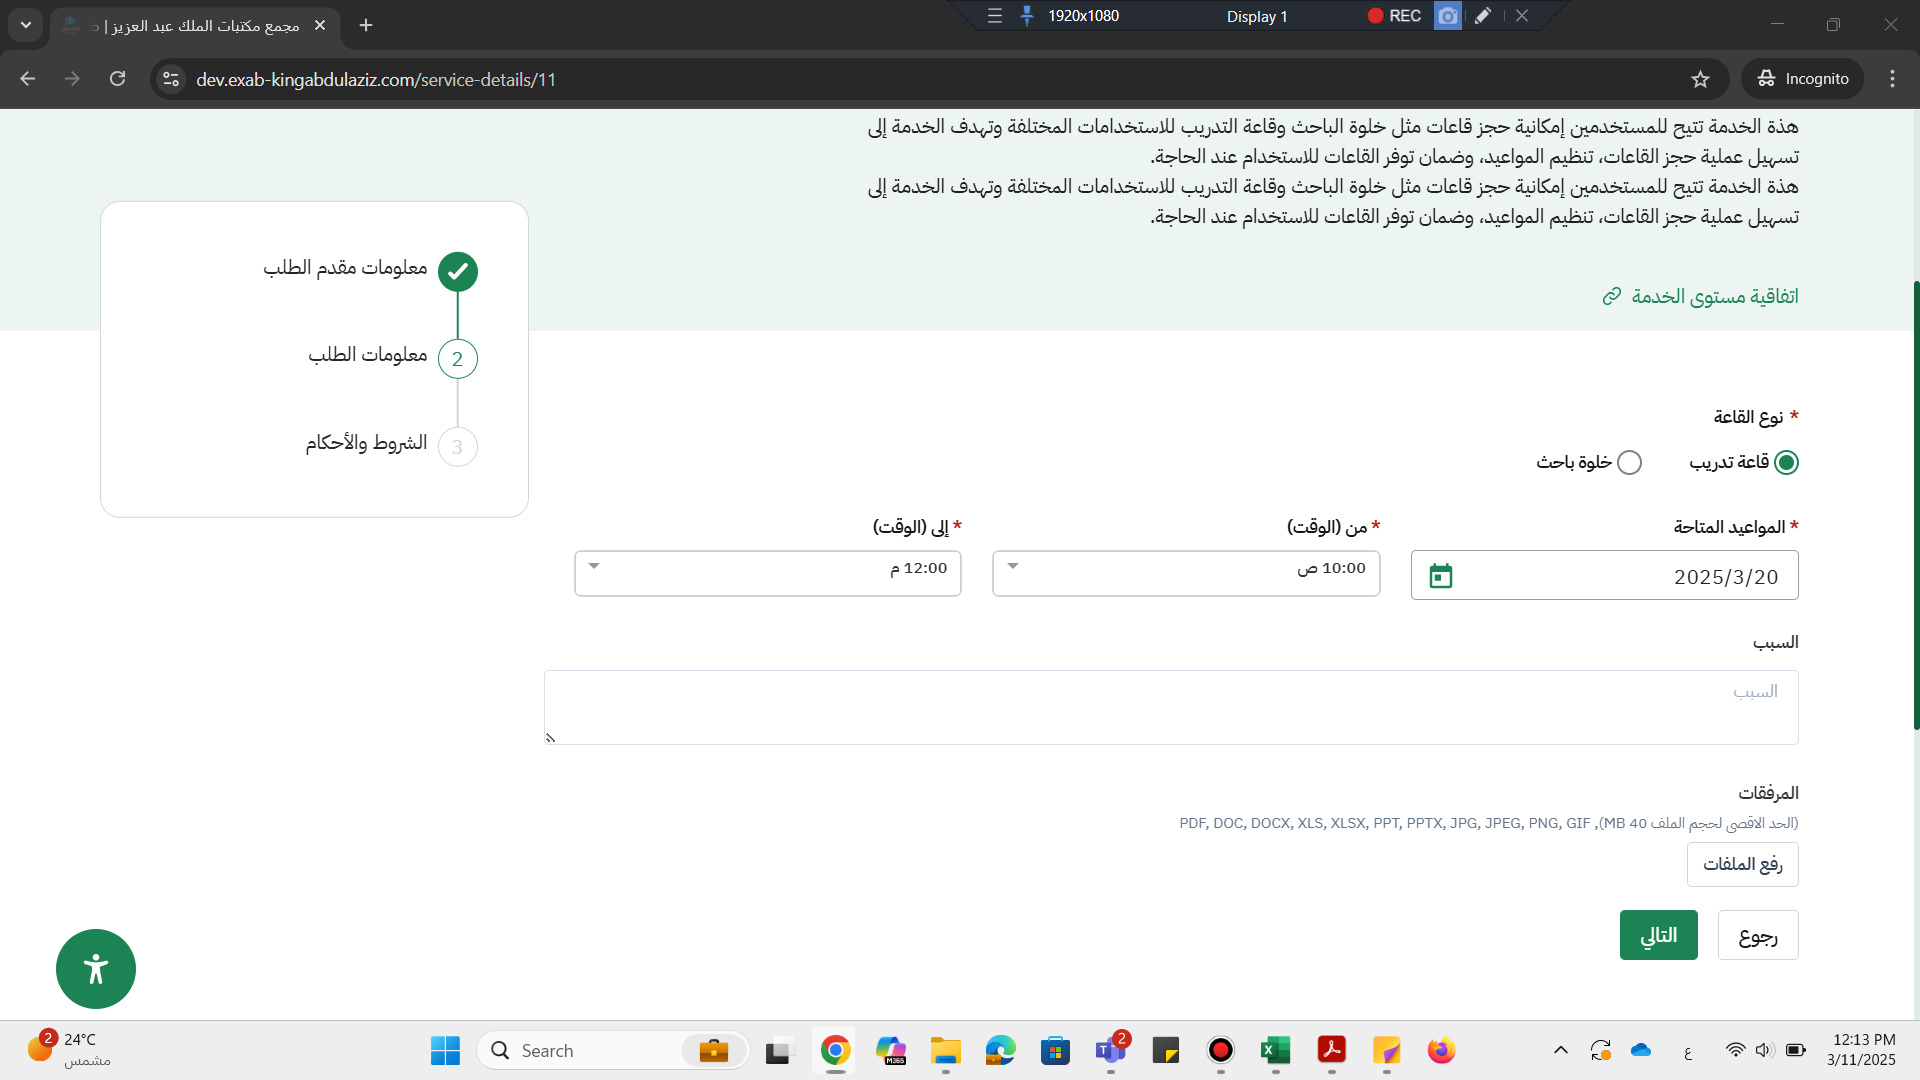 مجمع مكتبات الملك عبد العزيز |
1920x1080
Display 1
REC
dev.exab-kingabdulaziz.com/service-details/11
Incognito
هذة الخدمة تتيح للمستخدمين إمكانية حجز قاعات مثل خلوة الباحث وقاعة التدريب للاستخدامات المختلفة وتهدف الخدمة إلى
تسهيل عملية حجز القاعات، تنظيم المواعيد، وضمان توفر القاعات للاستخدام عند الحاجة.
هذة الخدمة تتيح للمستخدمين إمكانية حجز قاعات مثل خلوة الباحث وقاعة التدريب للاستخدامات المختلفة وتهدف الخدمة إلى
تسهيل عملية حجز القاعات، تنظيم المواعيد، وضمان توفر القاعات للاستخدام عند الحاجة.
اتفاقية مستوى الخدمة
معلومات مقدم الطلب
2 معلومات الطلب
3 الشروط والأحكام
* نوع القاعة
قاعة تدريب
خلوة باحث
* المواعيد المتاحة
* من (الوقت)
* إلى (الوقت)
2025/3/20
10:00 ص
12:00 م
السبب
السبب
المرفقات
(الحد الاقصى لحجم الملف 40 MB), PDF, DOC, DOCX, XLS, XLSX, PPT, PPTX, JPG, JPEG, PNG, GIF
رفع الملفات
رجوع
التالي
2
24°C
مشمس
Search
M365
2
ع
12:13 PM
3/11/2025